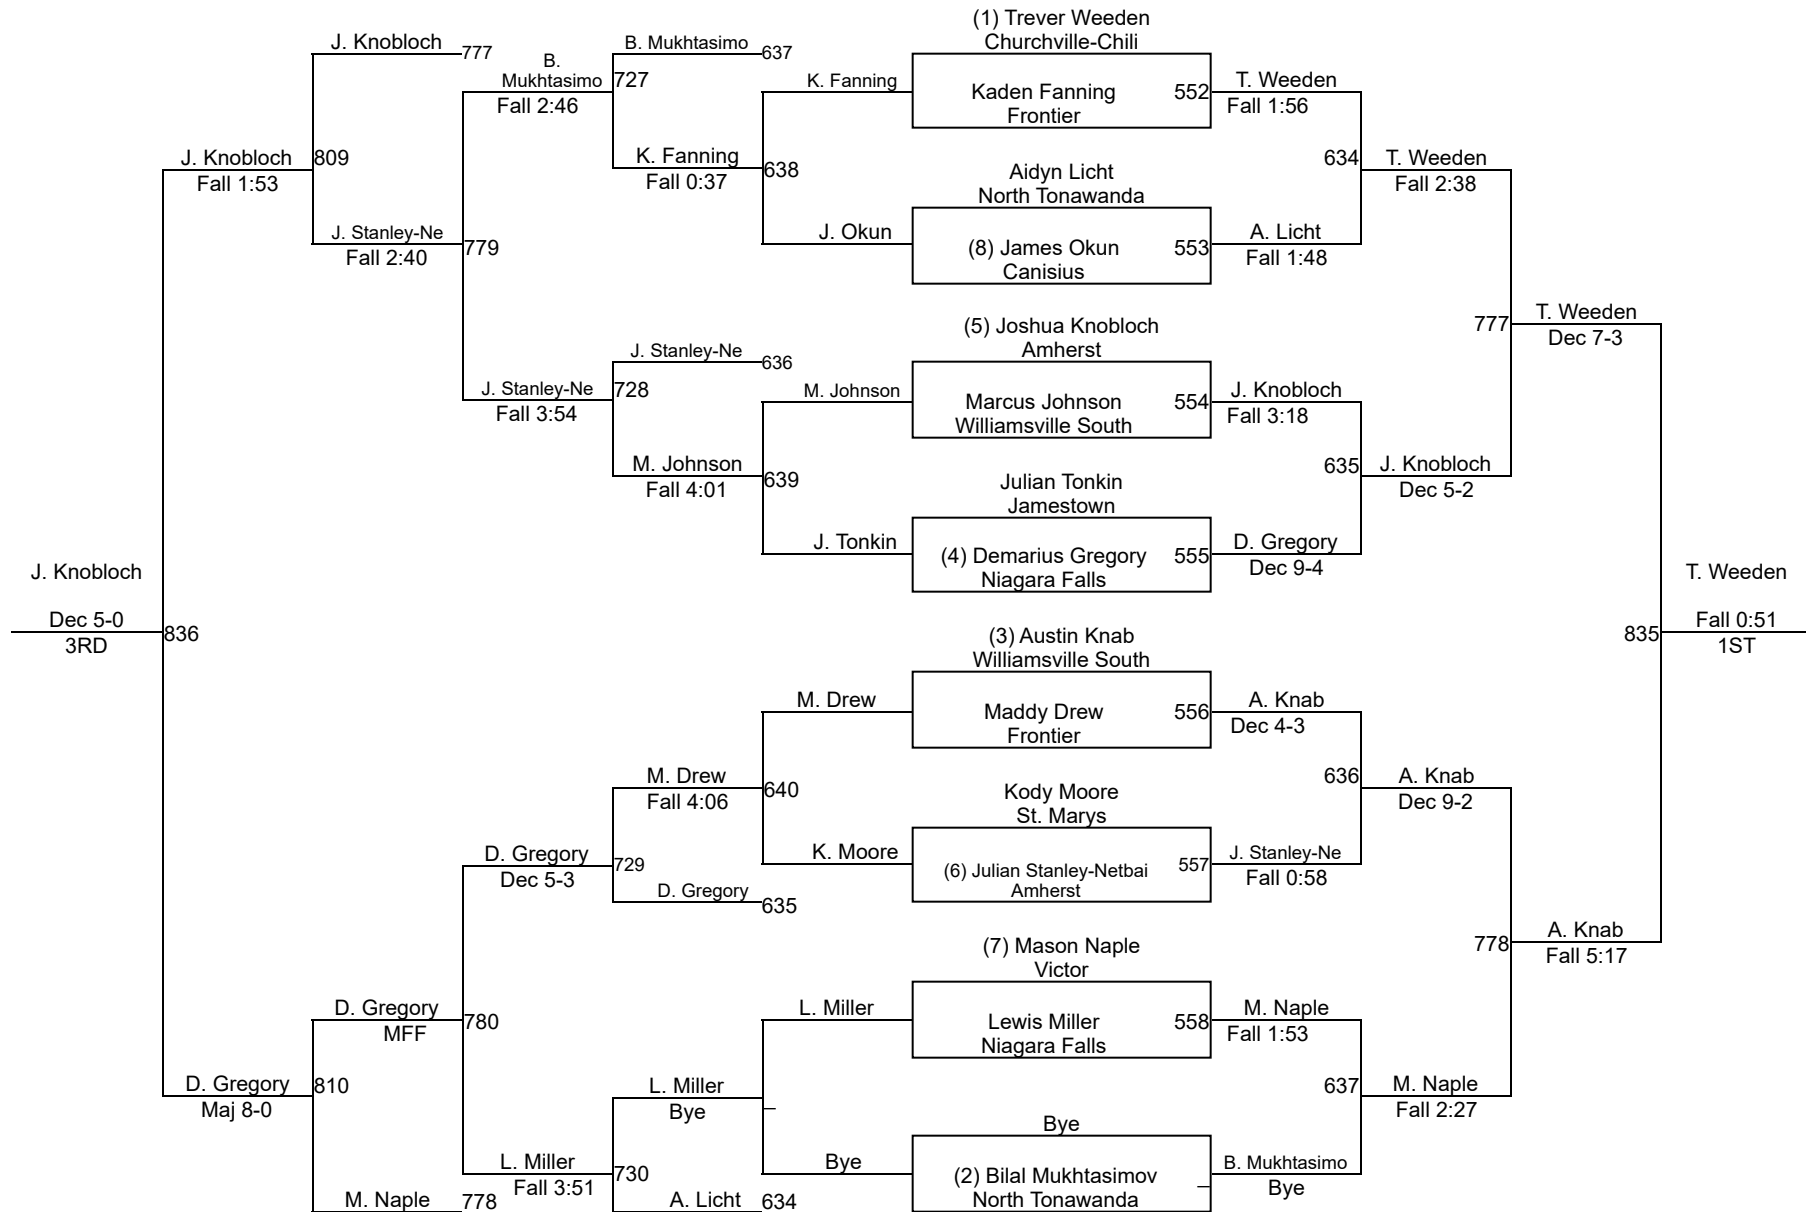 (1) Trever Weeden
Churchville-Chili
J. Knobloch
777
B. Mukhtasimo
637
B.
Mukhtasimo
727
Fall 2:46
K. Fanning
Kaden Fanning
Frontier
552
T. Weeden
Fall 1:56
J. Knobloch
809
Fall 1:53
K. Fanning
Fall 0:37
638
Aidyn Licht
North Tonawanda
634
T. Weeden
Fall 2:38
J. Stanley-Ne
Fall 2:40
779
J. Okun
(8) James Okun
Canisius
553
A. Licht
Fall 1:48
(5) Joshua Knobloch
Amherst
777
T. Weeden
Dec 7-3
J. Stanley-Ne
636
J. Stanley-Ne
728
Fall 3:54
M. Johnson
Marcus Johnson
Williamsville South
554
J. Knobloch
Fall 3:18
M. Johnson
Fall 4:01
639
Julian Tonkin
Jamestown
635
J. Knobloch
Dec 5-2
J. Tonkin
(4) Demarius Gregory
Niagara Falls
555
D. Gregory
Dec 9-4
J. Knobloch
Dec 5-0
3RD
836
T. Weeden
835
Fall 0:51
1ST
(3) Austin Knab
Williamsville South
M. Drew
Maddy Drew
Frontier
556
A. Knab
Dec 4-3
M. Drew
Fall 4:06
640
Kody Moore
St. Marys
636
A. Knab
Dec 9-2
D. Gregory
Dec 5-3
729
K. Moore
(6) Julian Stanley-Netbai
Amherst
557
J. Stanley-Ne
Fall 0:58
D. Gregory
635
(7) Mason Naple
Victor
778
A. Knab
Fall 5:17
D. Gregory
MFF
780
L. Miller
Lewis Miller
Niagara Falls
558
M. Naple
Fall 1:53
D. Gregory
810
Maj 8-0
L. Miller
Bye
_
Bye
637
M. Naple
Fall 2:27
L. Miller
Fall 3:51
730
Bye
(2) Bilal Mukhtasimov
North Tonawanda
_
B. Mukhtasimo
Bye
M. Naple
778
A. Licht
634